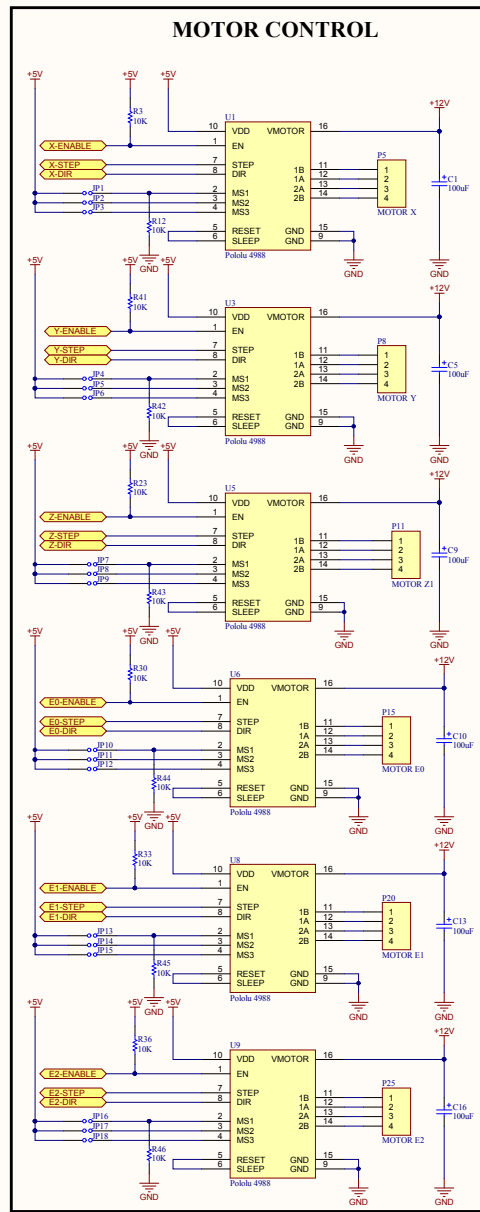 MOTOR CONTROL
+5V +5V +5V
+12V
R3
10K
U1
10 VDD VMOTOR 16
X-ENABLE 1 EN
X-STEP 7 STEP
X-DIR 8 DIR
1B 11
1A 12
2A 13
2B 14
P5
1
2
3
4
MOTOR X
C1
100uF
JP1 2 MS1
JP2 3 MS2
JP3 4 MS3
R12
10K
5 RESET GND 15
6 SLEEP GND 9
Pololu 4988
GND GND GND
+5V +5V +5V
+12V
R41
10K
U3
10 VDD VMOTOR 16
Y-ENABLE 1 EN
Y-STEP 7 STEP
Y-DIR 8 DIR
1B 11
1A 12
2A 13
2B 14
P8
1
2
3
4
MOTOR Y
C5
100uF
JP4 2 MS1
JP5 3 MS2
JP6 4 MS3
R42
10K
5 RESET GND 15
6 SLEEP GND 9
Pololu 4988
GND GND GND
+5V +5V +5V
+12V
R23
10K
U5
10 VDD VMOTOR 16
Z-ENABLE 1 EN
Z-STEP 7 STEP
Z-DIR 8 DIR
1B 11
1A 12
2A 13
2B 14
P11
1
2
3
4
MOTOR Z1
C9
100uF
JP7 2 MS1
JP8 3 MS2
JP9 4 MS3
R43
10K
5 RESET GND 15
6 SLEEP GND 9
Pololu 4988
GND GND GND
+5V +5V +5V
+12V
R30
10K
U6
10 VDD VMOTOR 16
E0-ENABLE 1 EN
E0-STEP 7 STEP
E0-DIR 8 DIR
1B 11
1A 12
2A 13
2B 14
P15
1
2
3
4
MOTOR E0
C10
100uF
JP10 2 MS1
JP11 3 MS2
JP12 4 MS3
R44
10K
5 RESET GND 15
6 SLEEP GND 9
Pololu 4988
GND GND GND
+5V +5V +5V
+12V
R33
10K
U8
10 VDD VMOTOR 16
E1-ENABLE 1 EN
E1-STEP 7 STEP
E1-DIR 8 DIR
1B 11
1A 12
2A 13
2B 14
P20
1
2
3
4
MOTOR E1
C13
100uF
JP13 2 MS1
JP14 3 MS2
JP15 4 MS3
R45
10K
5 RESET GND 15
6 SLEEP GND 9
Pololu 4988
GND GND GND
+5V +5V +5V
+12V
R36
10K
U9
10 VDD VMOTOR 16
E2-ENABLE 1 EN
E2-STEP 7 STEP
E2-DIR 8 DIR
1B 11
1A 12
2A 13
2B 14
P25
1
2
3
4
MOTOR E2
C16
100uF
JP16 2 MS1
JP17 3 MS2
JP18 4 MS3
R46
10K
5 RESET GND 15
6 SLEEP GND 9
Pololu 4988
GND GND GND